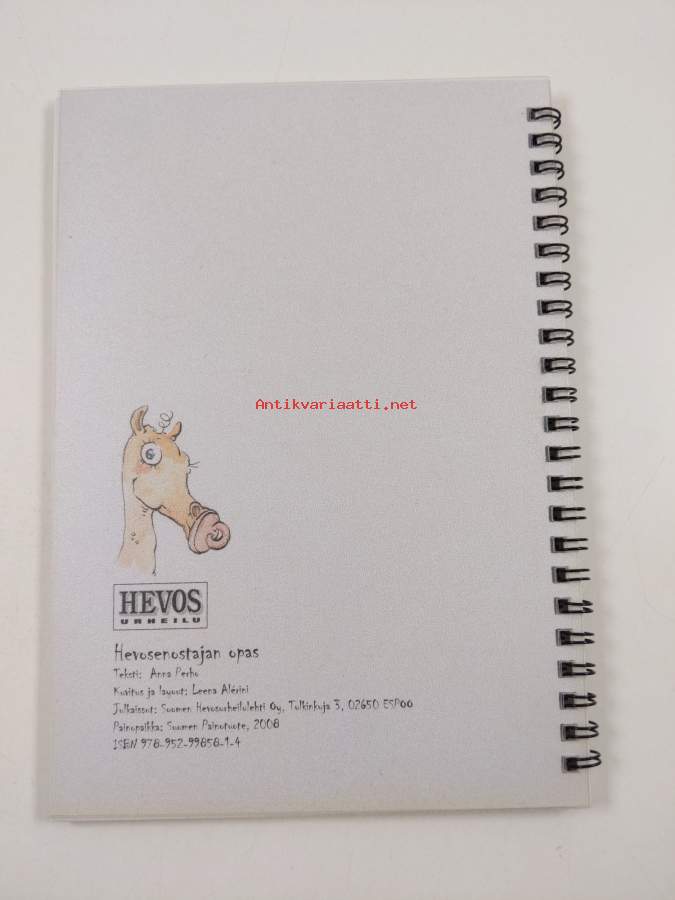 Antikvariaatti.net
HEVOS
URHEILU
Hevosenostajan opas
Teksti: Anna Perho
Kuvitus ja layout: Leena Alérini
Julkaissut: Suomen Hevosurheilulehti Oy, Tulkinkuja 3, 02650 ESPOO
Painopaikka: Suomen Painotuote, 2008
ISBN 978-952-99858-1-4